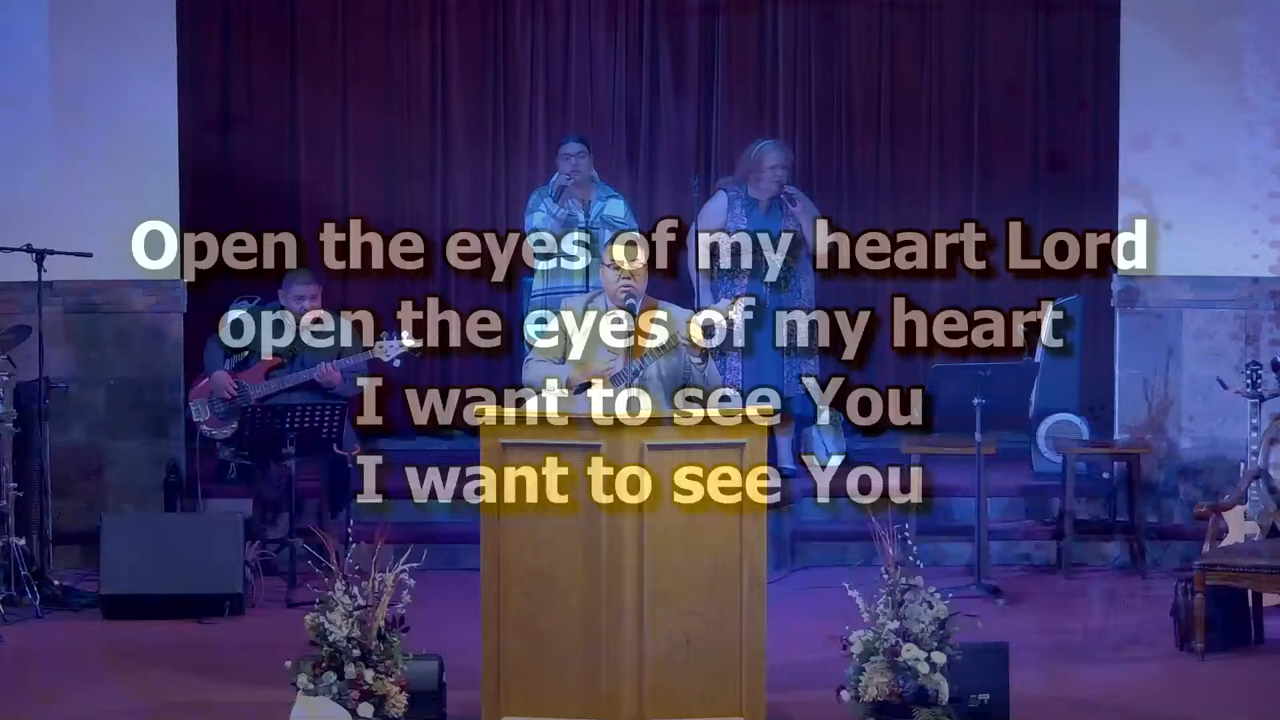 Open the eyes of my heart Lord
open the eyes of my heart
I want to see You
I want to see You